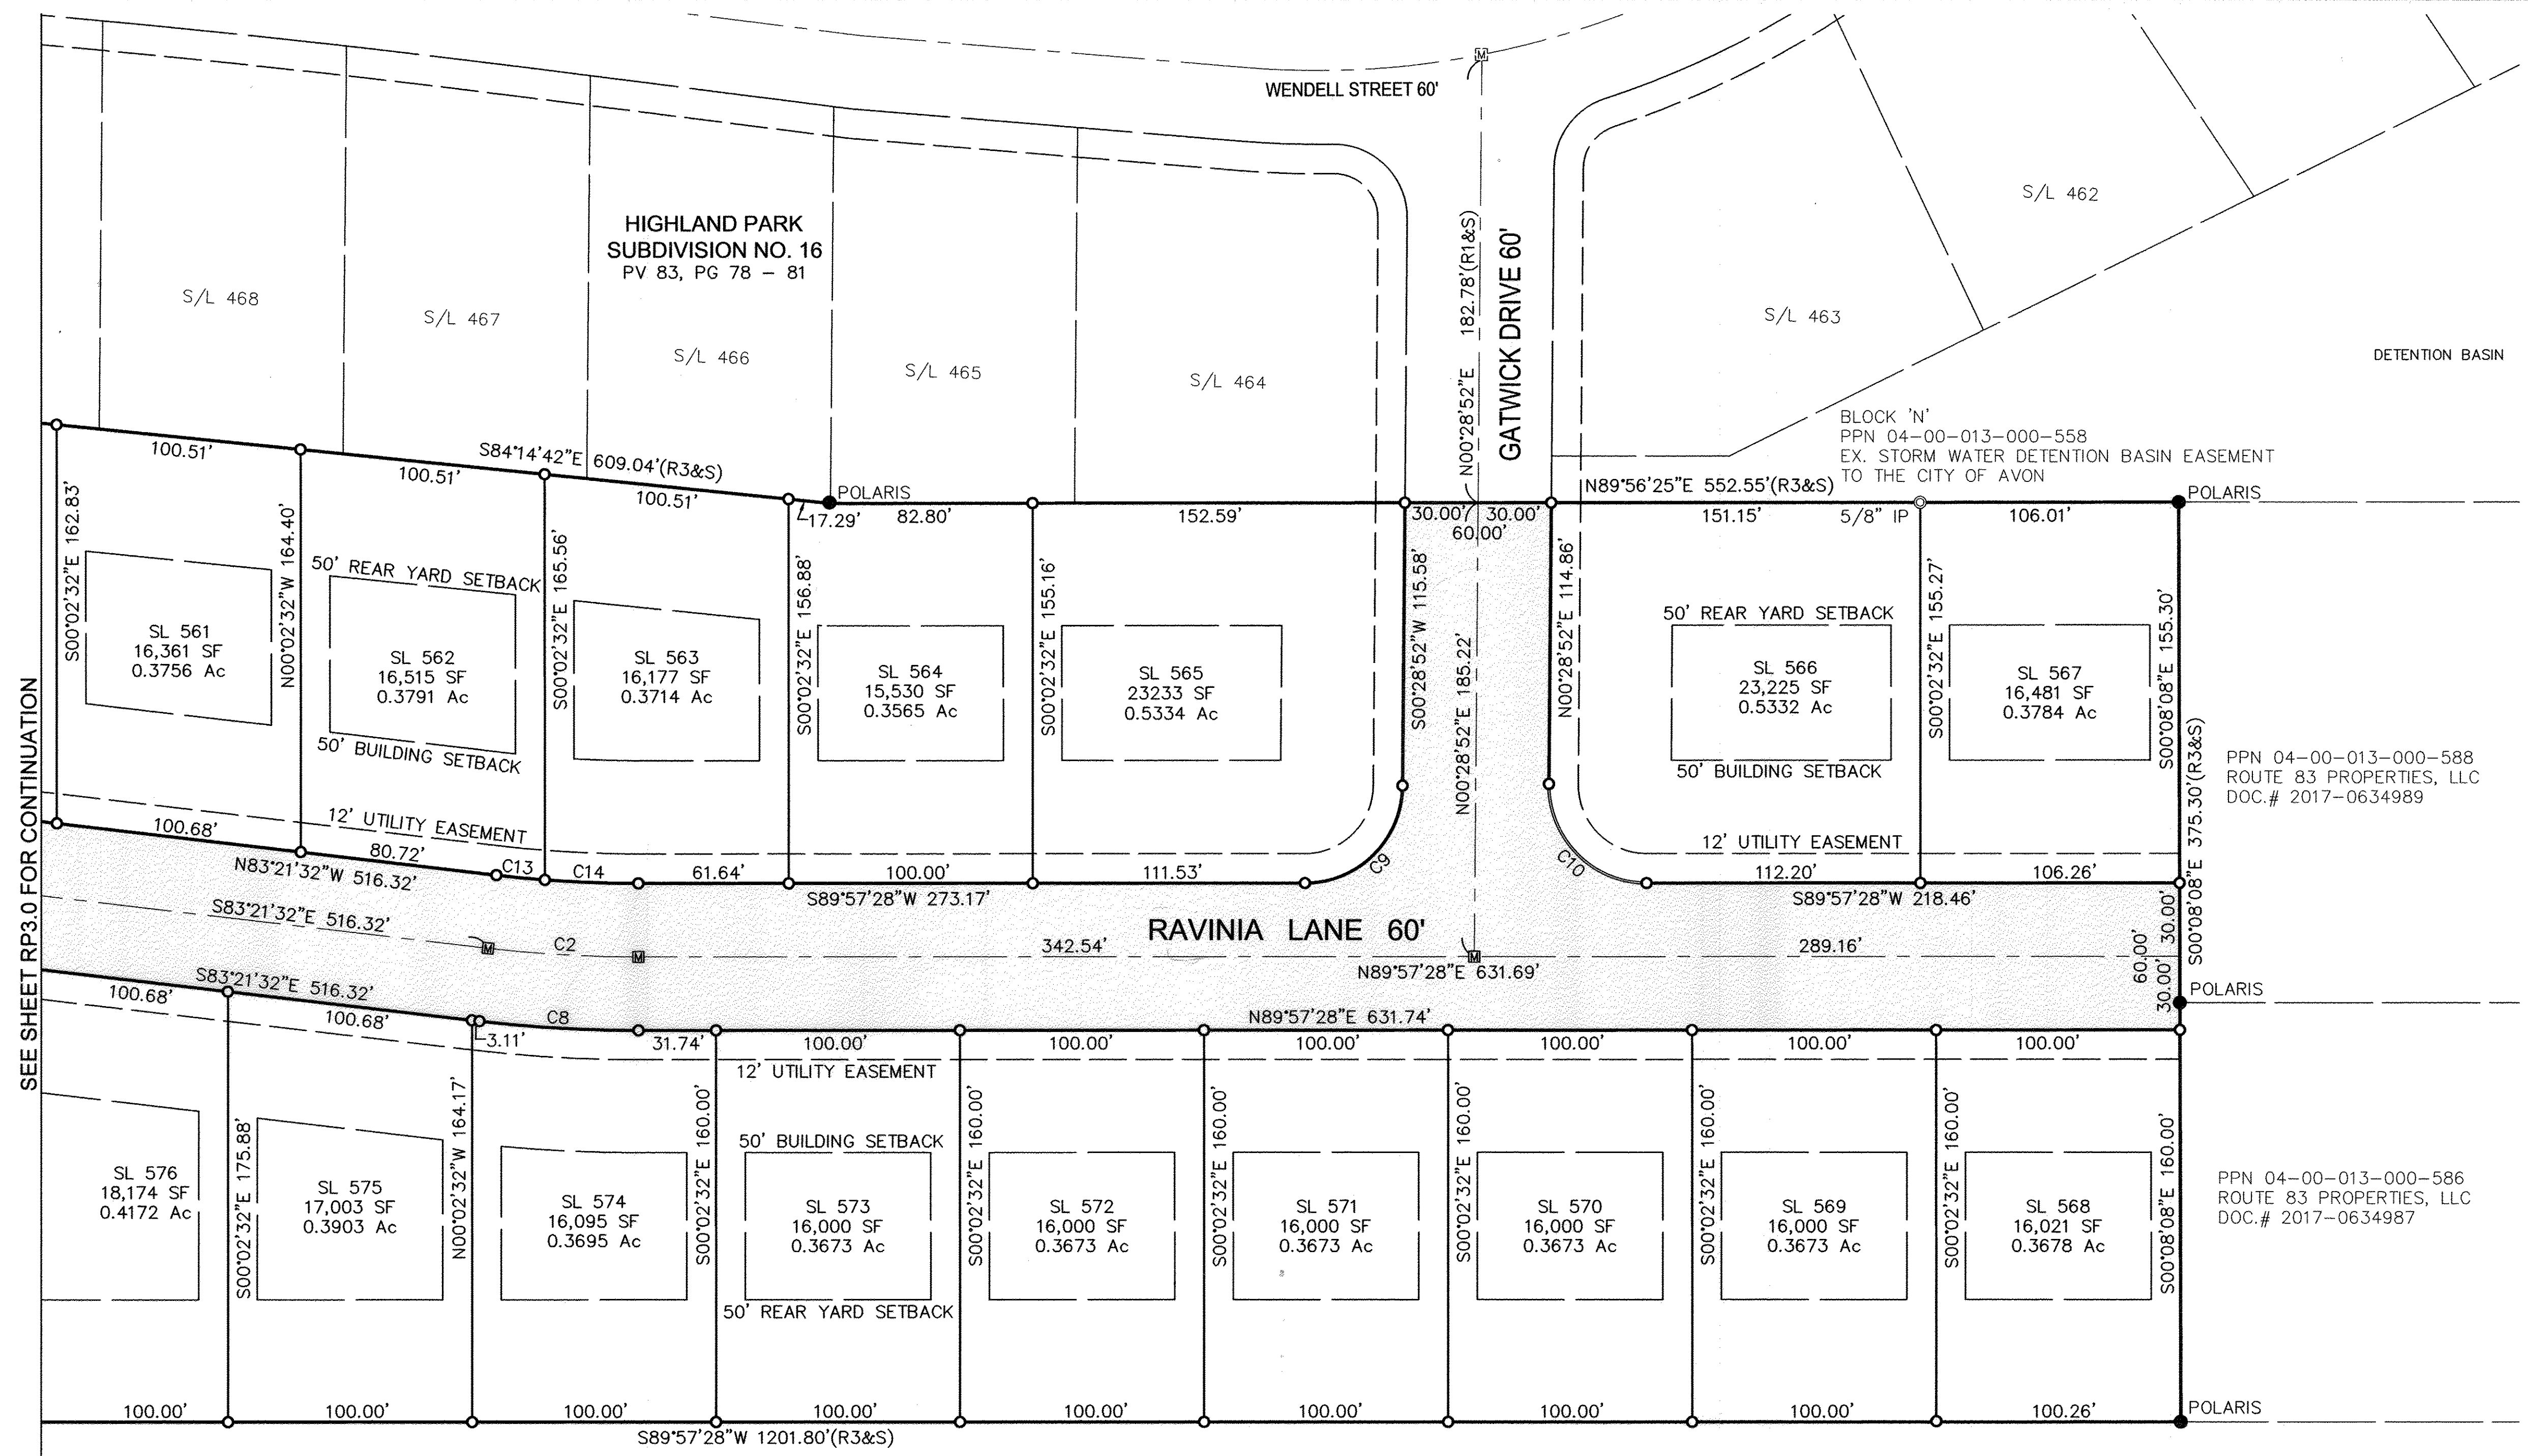 WENDELL STREET 60'
HIGHLAND PARK
SUBDIVISION NO. 16
PV 83, PG 78 – 81
S/L 468
S/L 467
S/L 466
S/L 465
S/L 464
S/L 463
S/L 462
N00°28'52"E 182.78'(R1&S)
GATWICK DRIVE 60'
DETENTION BASIN
BLOCK 'N'
PPN 04–00–013–000–558
EX. STORM WATER DETENTION BASIN EASEMENT
TO THE CITY OF AVON
100.51'
100.51'
S84°14'42"E 609.04'(R3&S)
100.51'
17.29'
POLARIS
82.80'
152.59'
30.00'
30.00'
60.00'
N89°56'25"E 552.55'(R3&S)
151.15'
5/8" IP
106.01'
POLARIS
S00°02'32"E 162.83'
N00°02'32"W 164.40'
S00°02'32"E 165.56'
S00°02'32"E 156.88'
S00°02'32"E 155.16'
S00°28'52"W 115.58'
N00°28'52"E 185.22'
N00°28'52"E 114.86'
S00°02'32"E 155.27'
S00°08'08"E 155.30'
S00°08'08"E 375.30'(R3&S)
50' REAR YARD SETBACK
50' REAR YARD SETBACK
SL 561
16,361 SF
0.3756 Ac
SL 562
16,515 SF
0.3791 Ac
SL 563
16,177 SF
0.3714 Ac
SL 564
15,530 SF
0.3565 Ac
SL 565
23233 SF
0.5334 Ac
SL 566
23,225 SF
0.5332 Ac
SL 567
16,481 SF
0.3784 Ac
50' BUILDING SETBACK
50' BUILDING SETBACK
PPN 04–00–013–000–588
ROUTE 83 PROPERTIES, LLC
DOC.# 2017–0634989
SEE SHEET RP3.0 FOR CONTINUATION
12' UTILITY EASEMENT
12' UTILITY EASEMENT
100.68'
80.72'
C13
C14
61.64'
100.00'
111.53'
C9
C10
112.20'
106.26'
N83°21'32"W 516.32'
S89°57'28"W 273.17'
S89°57'28"W 218.46'
S83°21'32"E 516.32'
M
C2
M
342.54'
RAVINIA LANE 60'
M
M
N89°57'28"E 631.69'
289.16'
30.00'
60.00'
30.00'
POLARIS
100.68'
S83°21'32"E 516.32'
100.68'
3.11'
C8
31.74'
N89°57'28"E 631.74'
100.00'
100.00'
100.00'
100.00'
100.00'
100.00'
12' UTILITY EASEMENT
S00°02'32"E 175.88'
N00°02'32"W 164.17'
S00°02'32"E 160.00'
S00°02'32"E 160.00'
S00°02'32"E 160.00'
S00°02'32"E 160.00'
S00°02'32"E 160.00'
S00°02'32"E 160.00'
S00°08'08"E 160.00'
50' BUILDING SETBACK
SL 576
18,174 SF
0.4172 Ac
SL 575
17,003 SF
0.3903 Ac
SL 574
16,095 SF
0.3695 Ac
SL 573
16,000 SF
0.3673 Ac
SL 572
16,000 SF
0.3673 Ac
SL 571
16,000 SF
0.3673 Ac
SL 570
16,000 SF
0.3673 Ac
SL 569
16,000 SF
0.3673 Ac
SL 568
16,021 SF
0.3678 Ac
50' REAR YARD SETBACK
PPN 04–00–013–000–586
ROUTE 83 PROPERTIES, LLC
DOC.# 2017–0634987
100.00'
100.00'
100.00'
100.00'
100.00'
100.00'
100.00'
100.00'
100.26'
POLARIS
S89°57'28"W 1201.80'(R3&S)